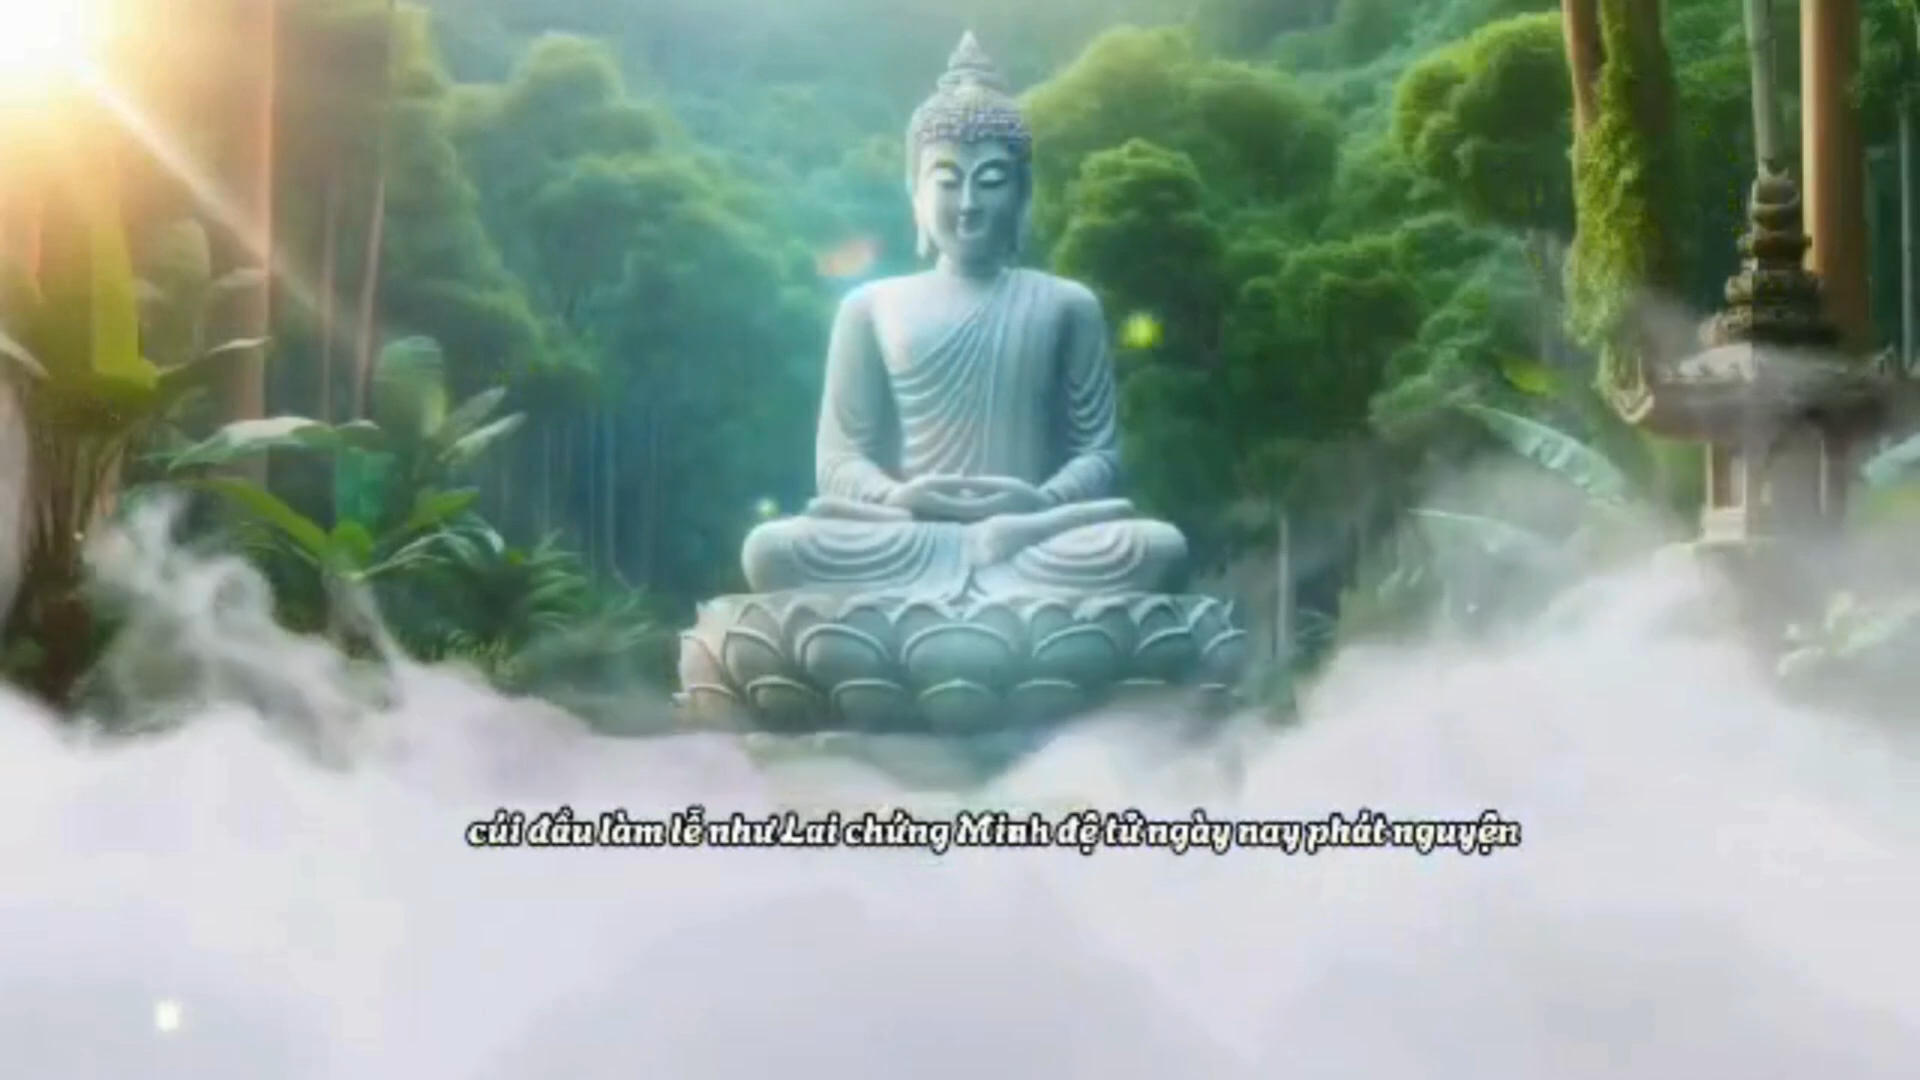 cúi đầu làm lễ như Lai chứng Minh đệ tử ngày nay phát nguyện